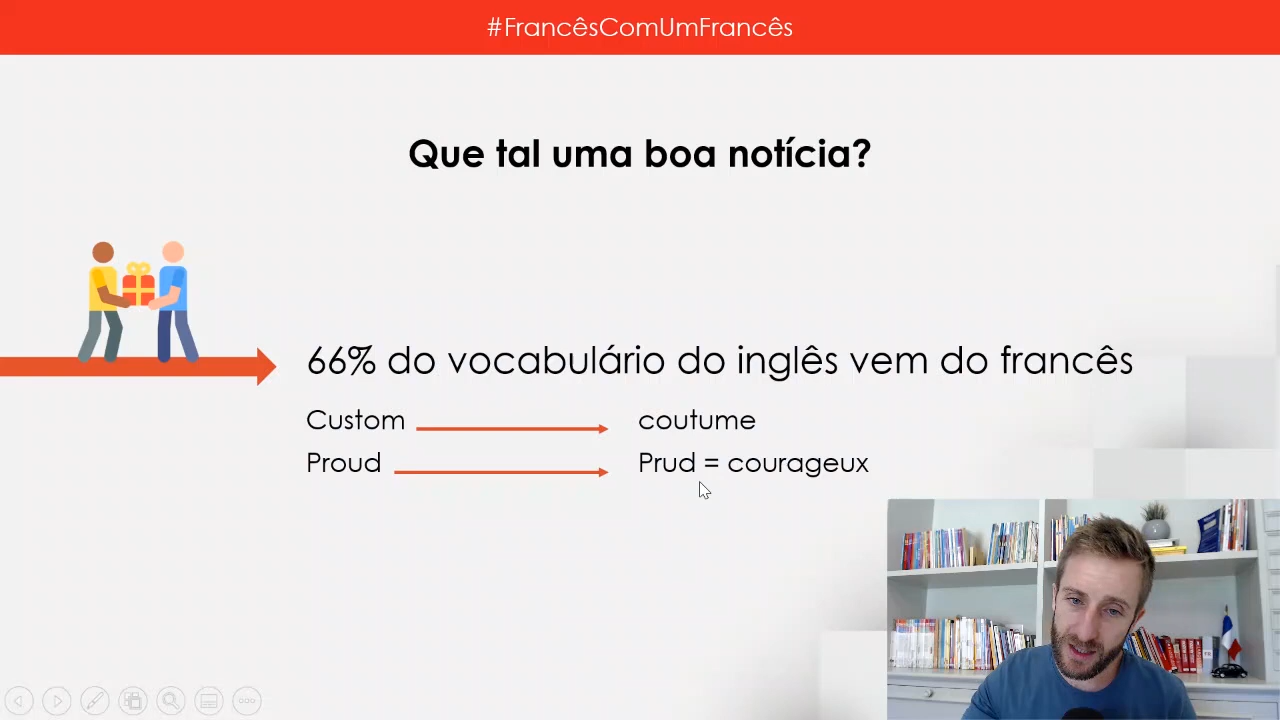 #FrancêsComUmFrancês
Que tal uma boa notícia?
66% do vocabulário do inglês vem do francês
Custom coutume
Proud Prud = courageux